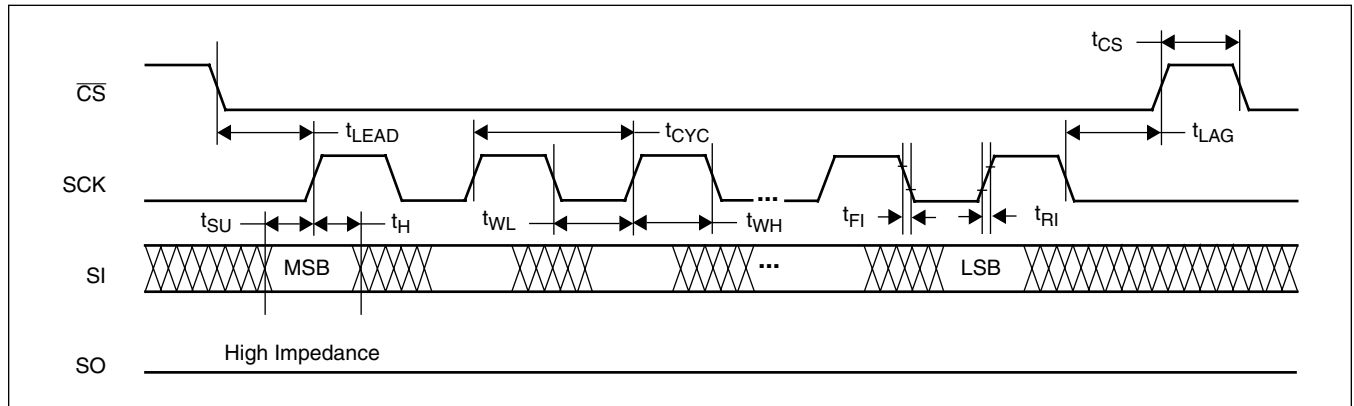 tCS
CS
tLEAD
tCYC
tLAG
SCK
...
tSU
tH
tWL
tWH
tFI
tRI
SI
MSB
...
LSB
High Impedance
SO